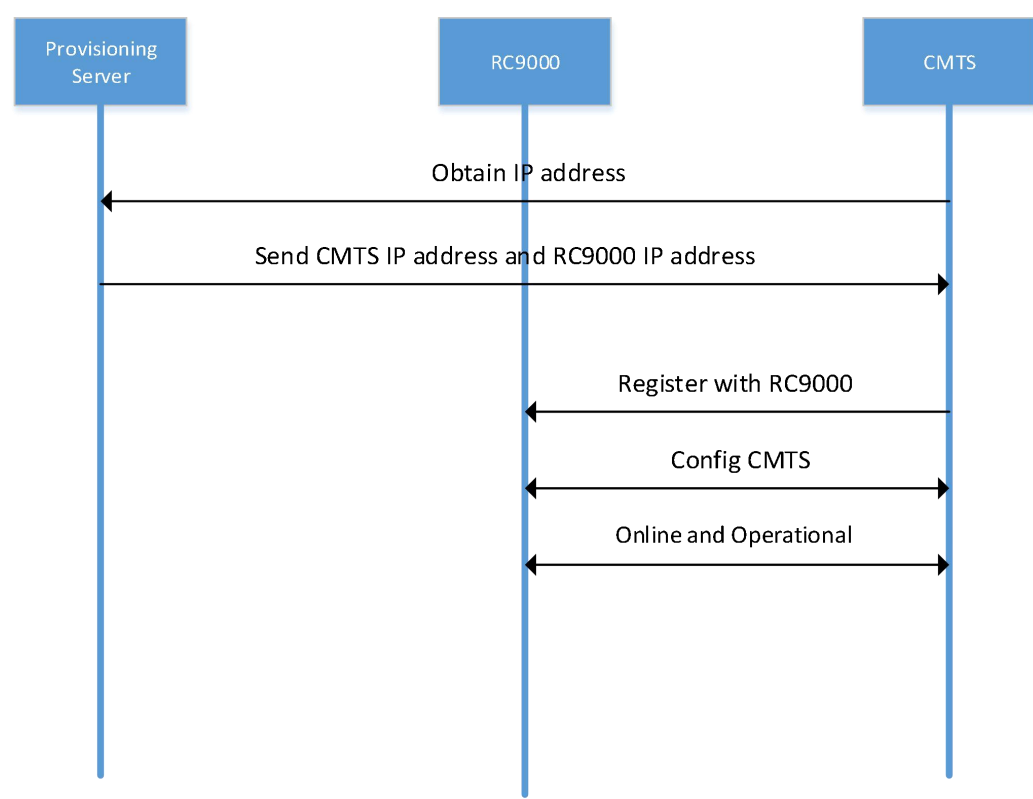 Provisioning
Server
RC9000
CMTS
Obtain IP address
Send CMTS IP address and RC9000 IP address
Register with RC9000
Config CMTS
Online and Operational